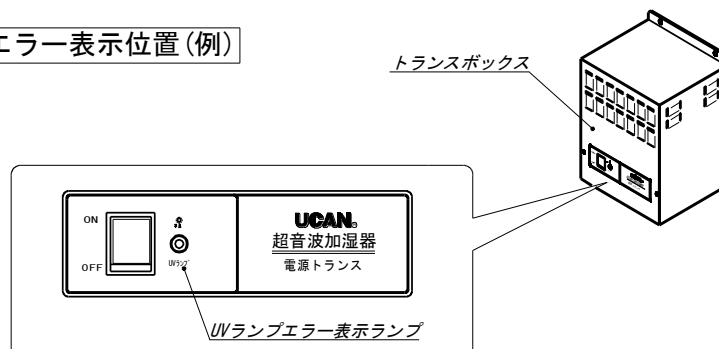 エラー表示位置(例)
トランスボックス
ON
OFF
UVランプ
UCAN.
超音波加湿器
電源トランス
UVランプエラー表示ランプ